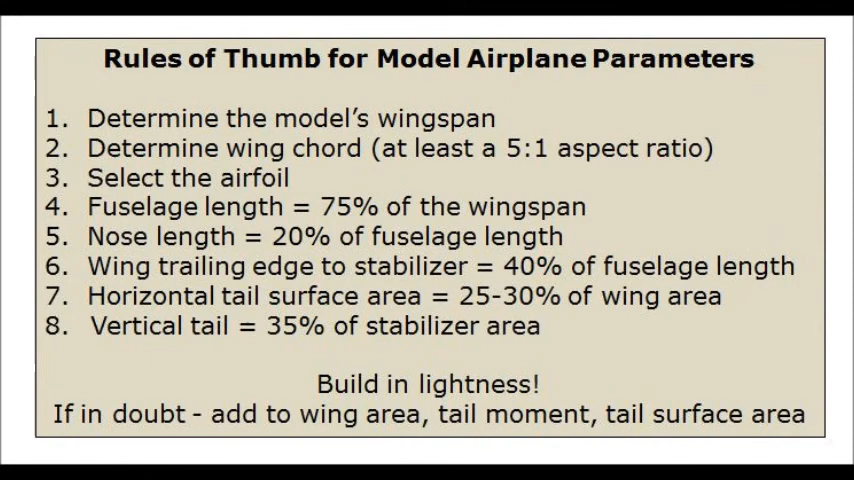 Rules of Thumb for Model Airplane Parameters
1. Determine the model's wingspan
2. Determine wing chord (at least a 5:1 aspect ratio)
3. Select the airfoil
4. Fuselage length = 75% of the wingspan
5. Nose length = 20% of fuselage length
6. Wing trailing edge to stabilizer = 40% of fuselage length
7. Horizontal tail surface area = 25-30% of wing area
8. Vertical tail = 35% of stabilizer area
Build in lightness!
If in doubt - add to wing area, tail moment, tail surface area